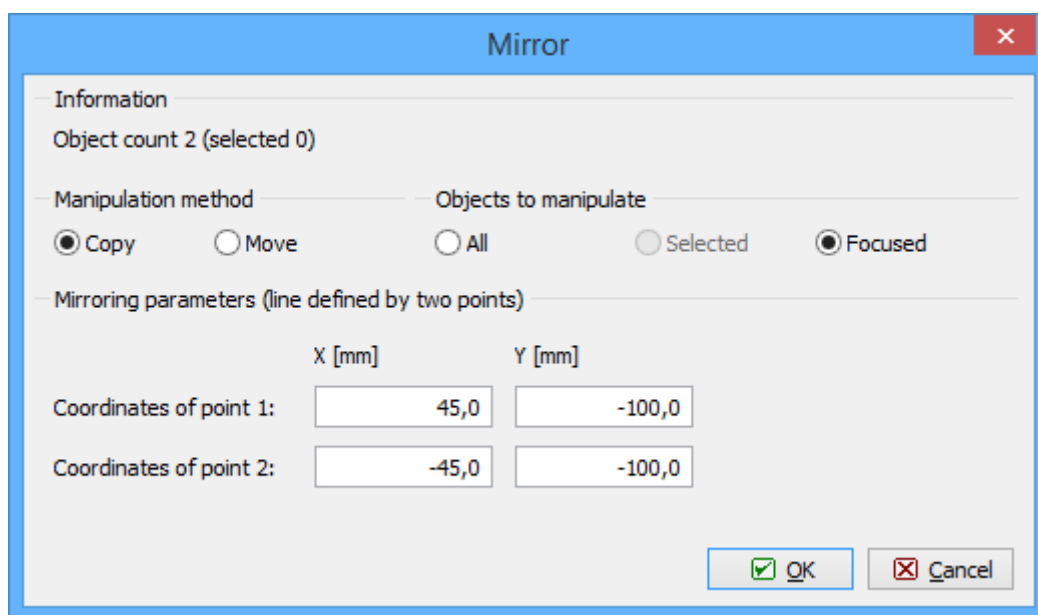 Mirror
Information
Object count 2 (selected 0)
Manipulation method Objects to manipulate
Copy Move All Selected Focused
Mirroring parameters (line defined by two points)
X [mm] Y [mm]
Coordinates of point 1: 45,0 -100,0
Coordinates of point 2: -45,0 -100,0
OK Cancel